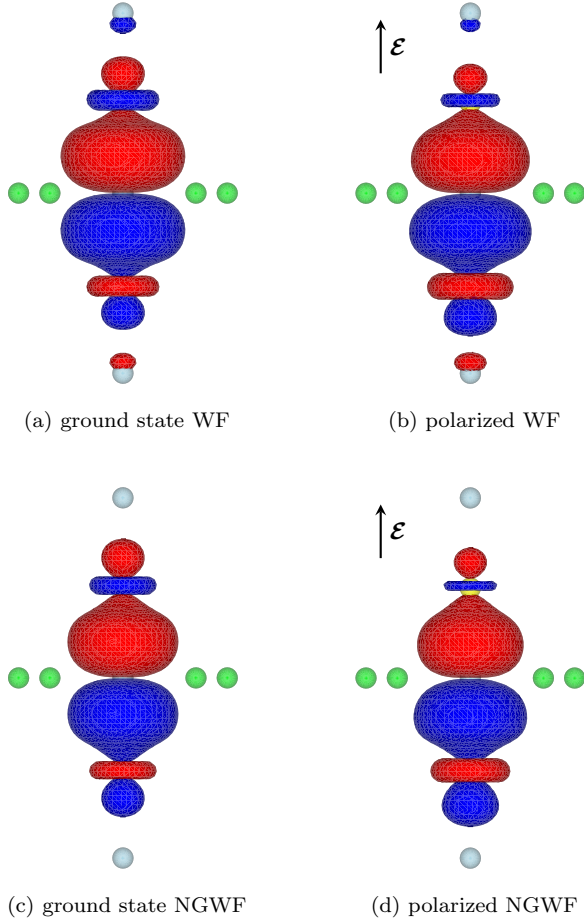 𝓔
(a) ground state WF
(b) polarized WF
𝓔
(c) ground state NGWF
(d) polarized NGWF